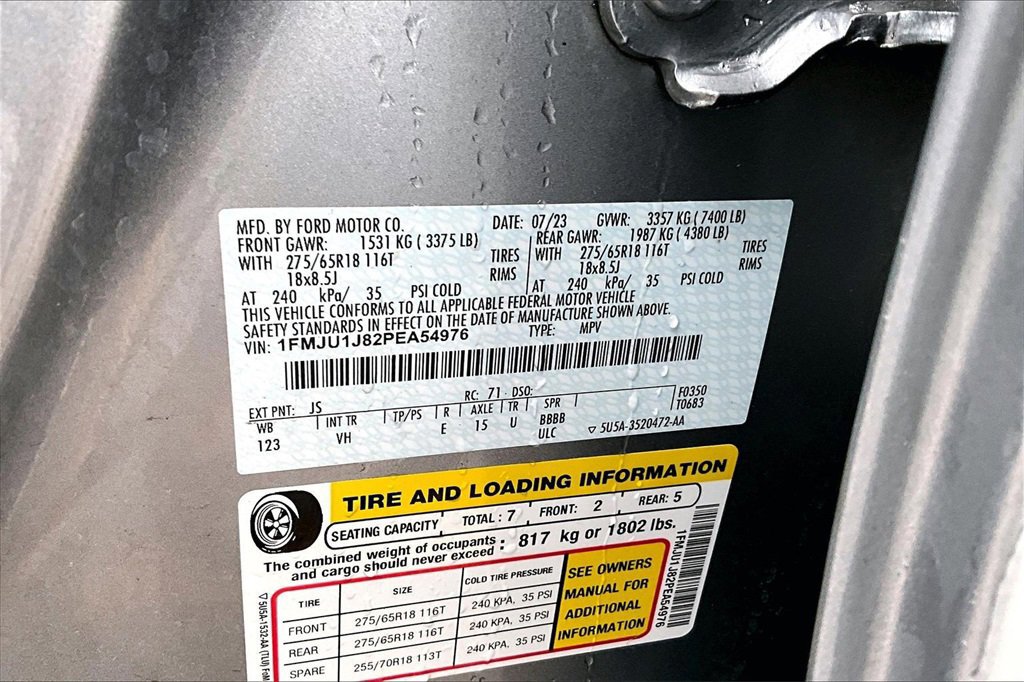 MFD. BY FORD MOTOR CO. DATE: 07/23 GVWR: 3357 KG ( 7400 LB)
FRONT GAWR: 1531 KG ( 3375 LB) REAR GAWR: 1987 KG ( 4380 LB)
WITH 275/65R18 116T TIRES WITH 275/65R18 116T TIRES
18x8.5J RIMS 18x8.5J RIMS
AT 240 kPa/ 35 PSI COLD AT 240 kPa/ 35 PSI COLD
THIS VEHICLE CONFORMS TO ALL APPLICABLE FEDERAL MOTOR VEHICLE
SAFETY STANDARDS IN EFFECT ON THE DATE OF MANUFACTURE SHOWN ABOVE.
VIN: 1FMJU1J82PEA54976 TYPE: MPV
EXT PNT: JS RC: 71 DSO: F0350
WB INT TR TP/PS R AXLE TR SPR T0683
123 VH E 15 U BBBB
ULC ▽ 5U5A-3520472-AA
TIRE AND LOADING INFORMATION
SEATING CAPACITY TOTAL : 7 FRONT: 2 REAR: 5
The combined weight of occupants and cargo should never exceed : 817 kg or 1802 lbs.
TIRE SIZE COLD TIRE PRESSURE
FRONT 275/65R18 116T 240 KPA, 35 PSI
REAR 275/65R18 116T 240 KPA, 35 PSI
SPARE 255/70R18 113T 240 KPA, 35 PSI
SEE OWNERS
MANUAL FOR
ADDITIONAL
INFORMATION
1FMJU1J82PEA54976
▽ 5U5A-1532-AA (TLU)